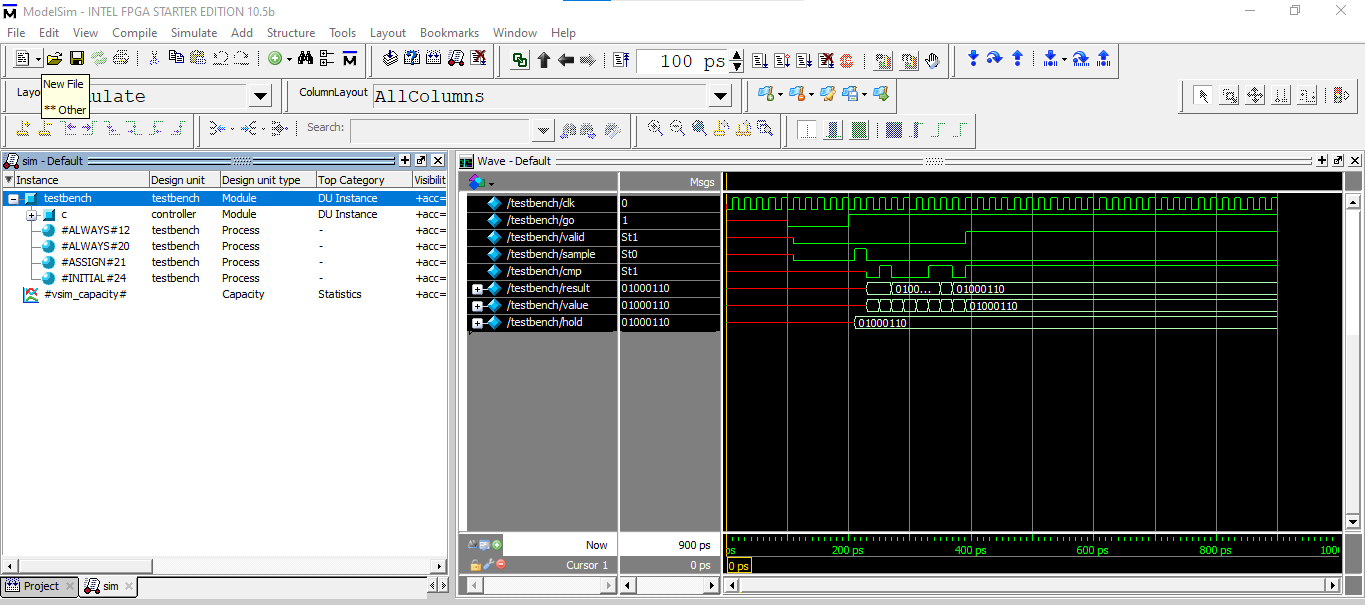 ModelSim - INTEL FPGA STARTER EDITION 10.5b
File Edit View Compile Simulate Add Structure Tools Layout Bookmarks Window Help
100 ps
New File
** Other
Layo
ulate
ColumnLayout AllColumns
Search:
sim - Default
Instance Design unit Design unit type Top Category Visibilit
testbench testbench Module DU Instance +acc=
c controller Module DU Instance +acc=
#ALWAYS#12 testbench Process - +acc=
#ALWAYS#20 testbench Process - +acc=
#ASSIGN#21 testbench Process - +acc=
#INITIAL#24 testbench Process - +acc=
#vsim_capacity# Capacity Statistics +acc=
Project sim
Wave - Default
Msgs
/testbench/clk 0
/testbench/go 1
/testbench/valid St1
/testbench/sample St0
/testbench/cmp St1
/testbench/result 01000110 0100... 01000110
/testbench/value 01000110 01000110
/testbench/hold 01000110 01000110
Now 900 ps ps 200 ps 400 ps 600 ps 800 ps 100
Cursor 1 0 ps 0 ps